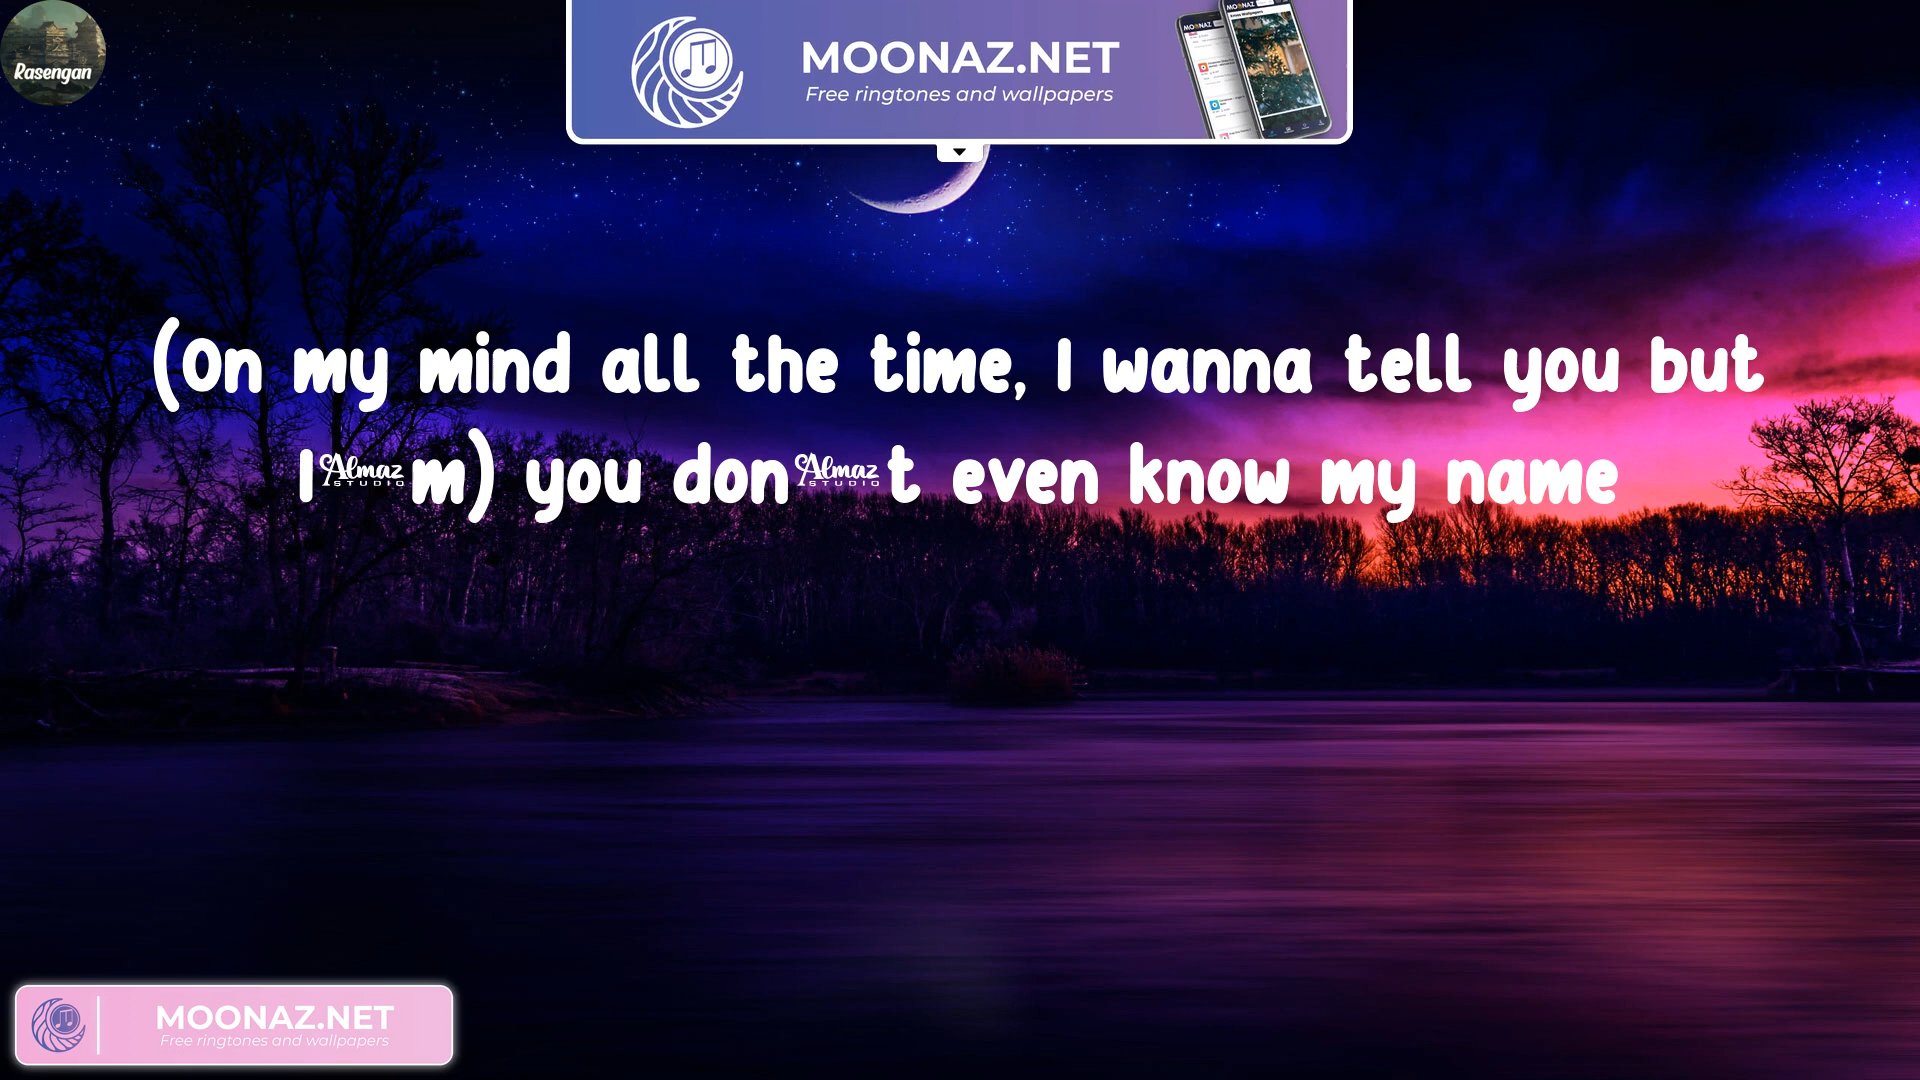 Rasengan
MOONAZ.NET
Free ringtones and wallpapers
(On my mind all the time, I wanna tell you but
I Almaz STUDIO m) you don Almaz STUDIO t even know my name
MOONAZ.NET
Free ringtones and wallpapers